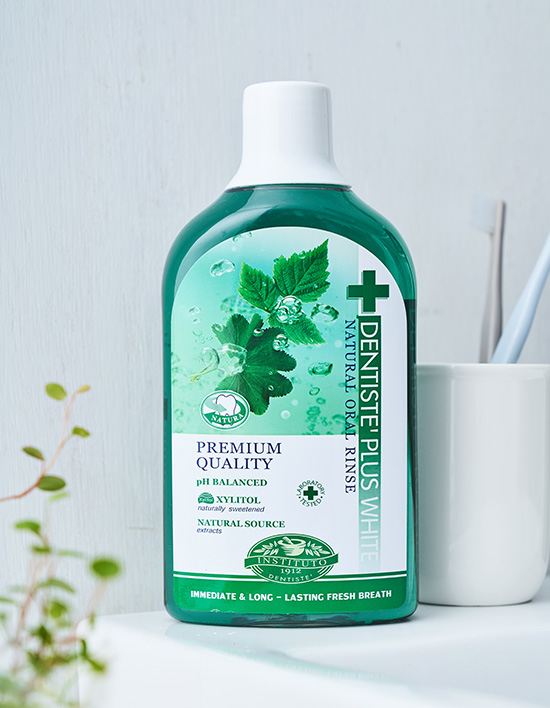 DENTISTE' PLUS WHITE
NATURAL ORAL RINSE
NATURA
PREMIUM
QUALITY
pH BALANCED
XYLITOL
naturally sweetened
NATURAL SOURCE
extracts
LABORATORY
TESTED
INSTITUTO
1912
DENTISTE'
IMMEDIATE & LONG – LASTING FRESH BREATH